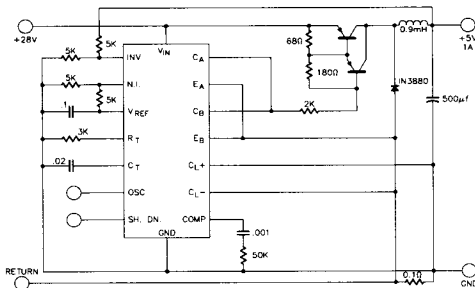 +28V
5K
5K
INV
VIN
CA
68Ω
180Ω
0.9mH
+5V
1A
5K
N.I.
5K
EA
IN3880
.1
VREF
CB
2K
500µf
3K
RT
EB
.02
CT
CL+
OSC
CL−
SH. DN.
COMP
GND
.001
50K
RETURN
0.1Ω
GND